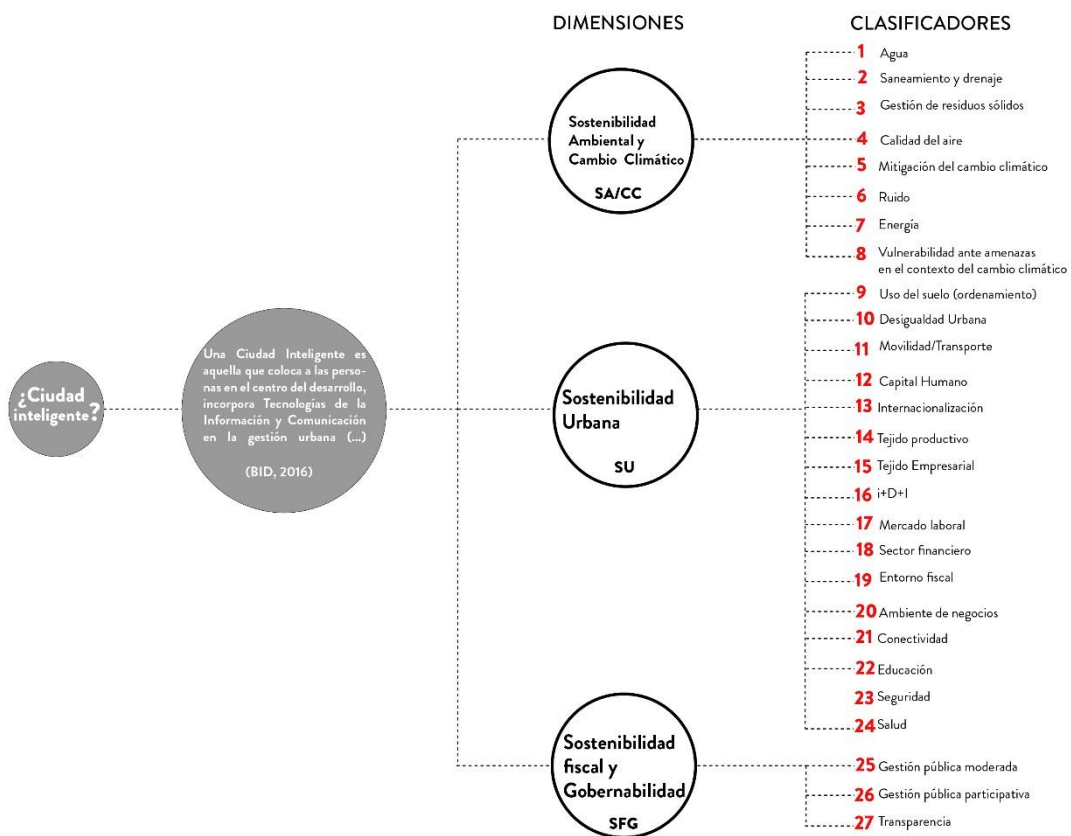 DIMENSIONES
CLASIFICADORES
¿Ciudad
inteligente?
Una Ciudad Inteligente es
aquella que coloca a las perso-
nas en el centro del desarrollo,
incorpora Tecnologías de la
Información y Comunicación
en la gestión urbana (...)
(BID, 2016)
Sostenibilidad
Ambiental y
Cambio Climático
SA/CC
1 Agua
2 Saneamiento y drenaje
3 Gestión de residuos sólidos
4 Calidad del aire
5 Mitigación del cambio climático
6 Ruido
7 Energía
8 Vulnerabilidad ante amenazas
en el contexto del cambio climático
Sostenibilidad
Urbana
SU
9 Uso del suelo (ordenamiento)
10 Desigualdad Urbana
11 Movilidad/Transporte
12 Capital Humano
13 Internacionalización
14 Tejido productivo
15 Tejido Empresarial
16 i+D+I
17 Mercado laboral
18 Sector financiero
19 Entorno fiscal
20 Ambiente de negocios
21 Conectividad
22 Educación
23 Seguridad
24 Salud
Sostenibilidad
fiscal y
Gobernabilidad
SFG
25 Gestión pública moderada
26 Gestión pública participativa
27 Transparencia